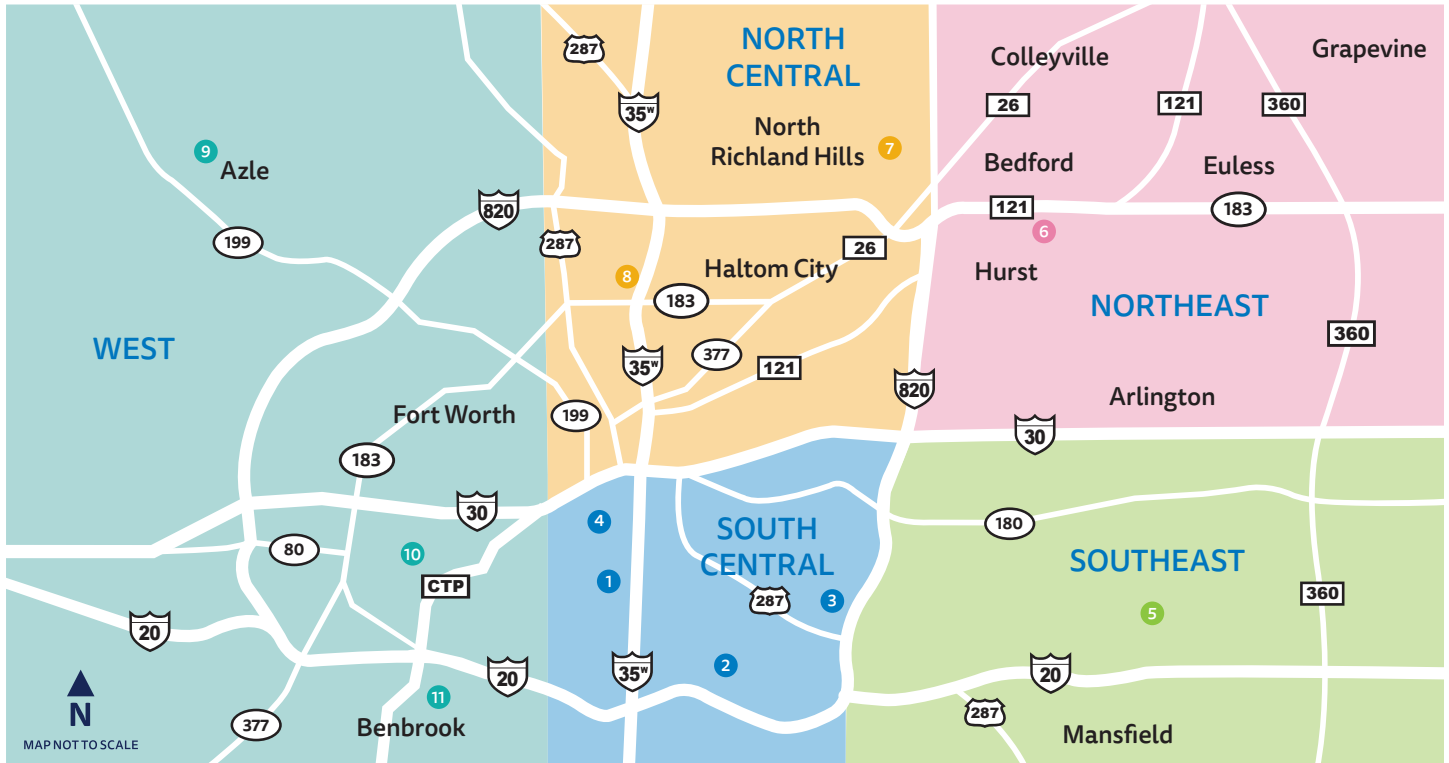 NORTH
CENTRAL
287
Colleyville
Grapevine
35W
26
121
360
North
Richland Hills
7
9
Azle
Bedford
Euless
820
121
183
6
199
287
26
Hurst
8
Haltom City
183
NORTHEAST
WEST
377
360
35W
121
820
Arlington
Fort Worth
199
30
183
30
4
SOUTH
CENTRAL
180
80
10
SOUTHEAST
1
CTP
287
3
360
5
20
2
35W
20
20
11
N
MAP NOT TO SCALE
377
Benbrook
287
Mansfield